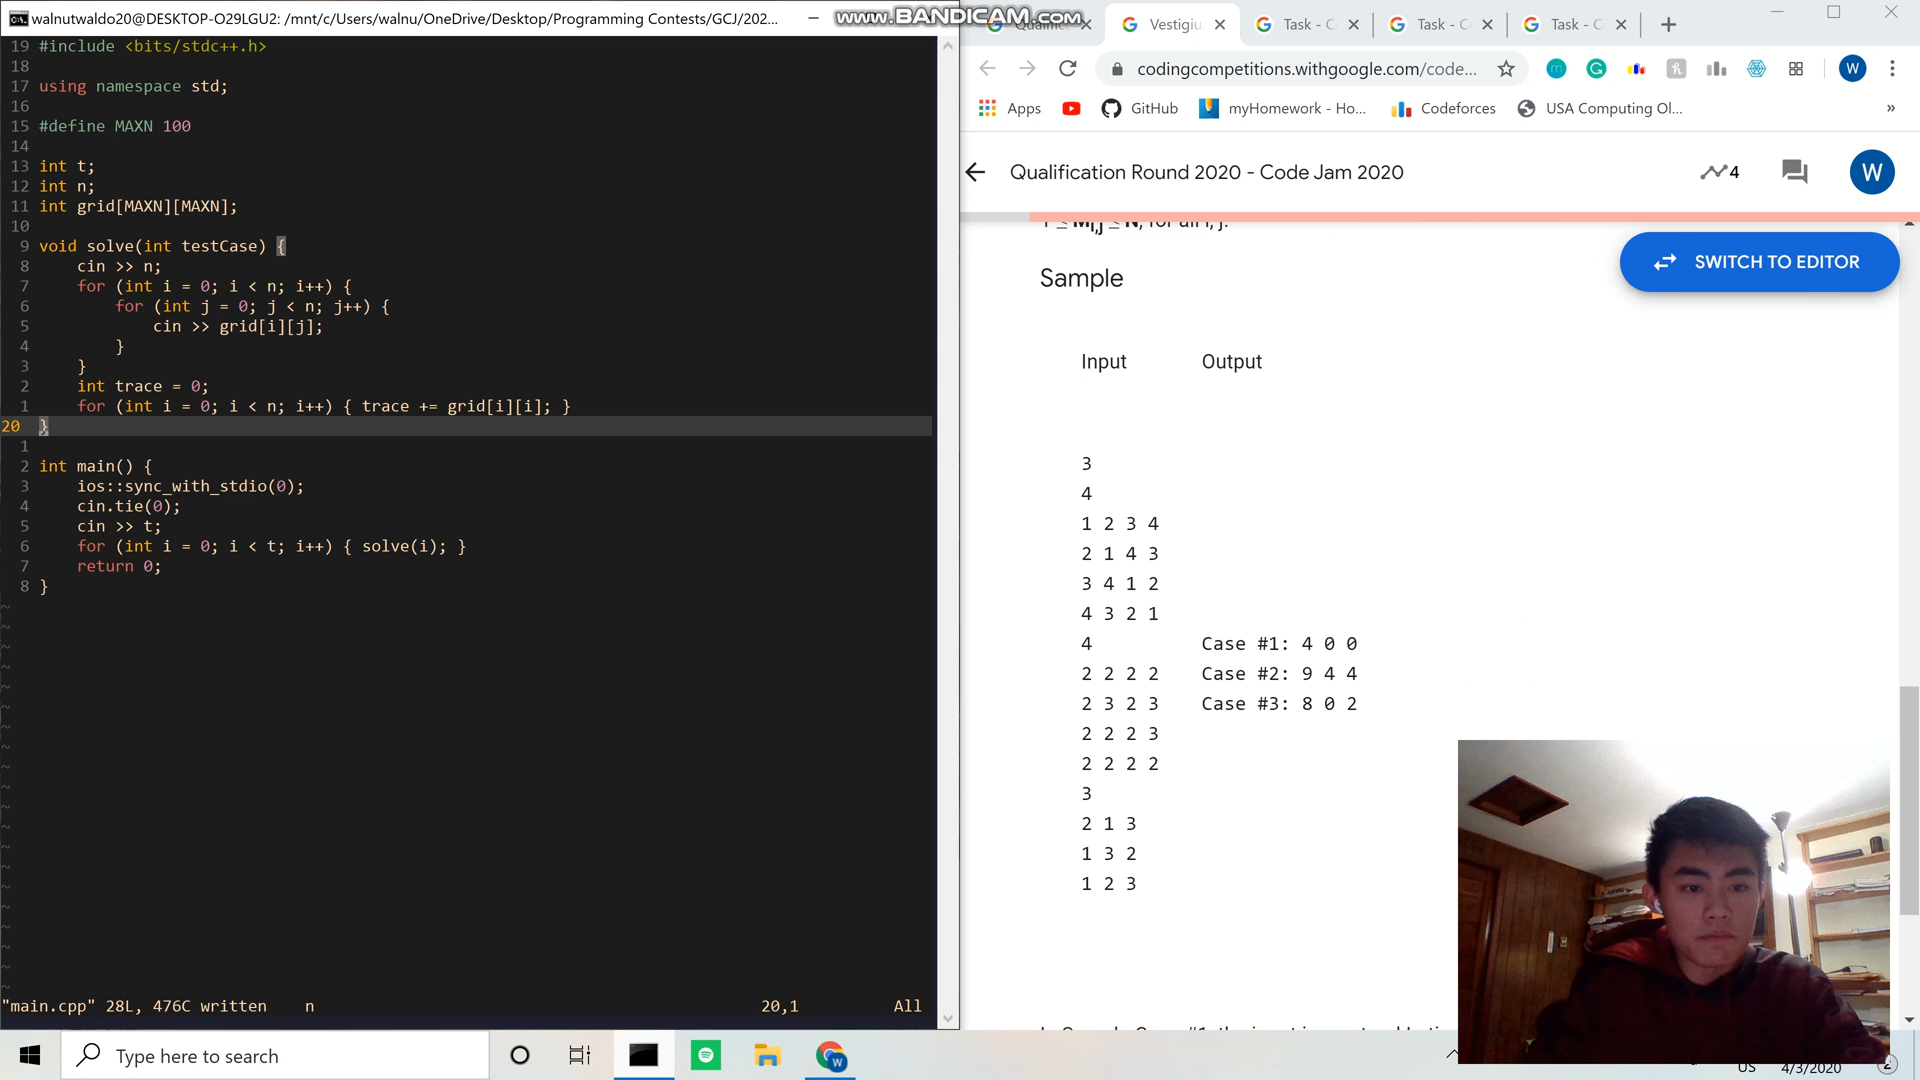 walnutwaldo20@DESKTOP-O29LGU2: /mnt/c/Users/walnu/OneDrive/Desktop/Programming Contests/GCJ/202...
www.BANDICAM.com
19 #include <bits/stdc++.h>
18
17 using namespace std;
16
15 #define MAXN 100
14
13 int t;
12 int n;
11 int grid[MAXN][MAXN];
10
9 void solve(int testCase) {
8 cin >> n;
7 for (int i = 0; i < n; i++) {
6 for (int j = 0; j < n; j++) {
5 cin >> grid[i][j];
4 }
3 }
2 int trace = 0;
1 for (int i = 0; i < n; i++) { trace += grid[i][i]; }
20 }
1
2 int main() {
3 ios::sync_with_stdio(0);
4 cin.tie(0);
5 cin >> t;
6 for (int i = 0; i < t; i++) { solve(i); }
7 return 0;
8 }
"main.cpp" 28L, 476C written n 20,1 All
Vestigiu Task - C Task - C Task - C
codingcompetitions.withgoogle.com/code... W
Apps GitHub myHomework - Ho... Codeforces USA Computing Ol... »
Qualification Round 2020 - Code Jam 2020 4 W
SWITCH TO EDITOR
Sample
Input Output
3
4
1 2 3 4
2 1 4 3
3 4 1 2
4 3 2 1
4 Case #1: 4 0 0
2 2 2 2 Case #2: 9 4 4
2 3 2 3 Case #3: 8 0 2
2 2 2 3
2 2 2 2
3
2 1 3
1 3 2
1 2 3
Type here to search
US 4/3/2020 2